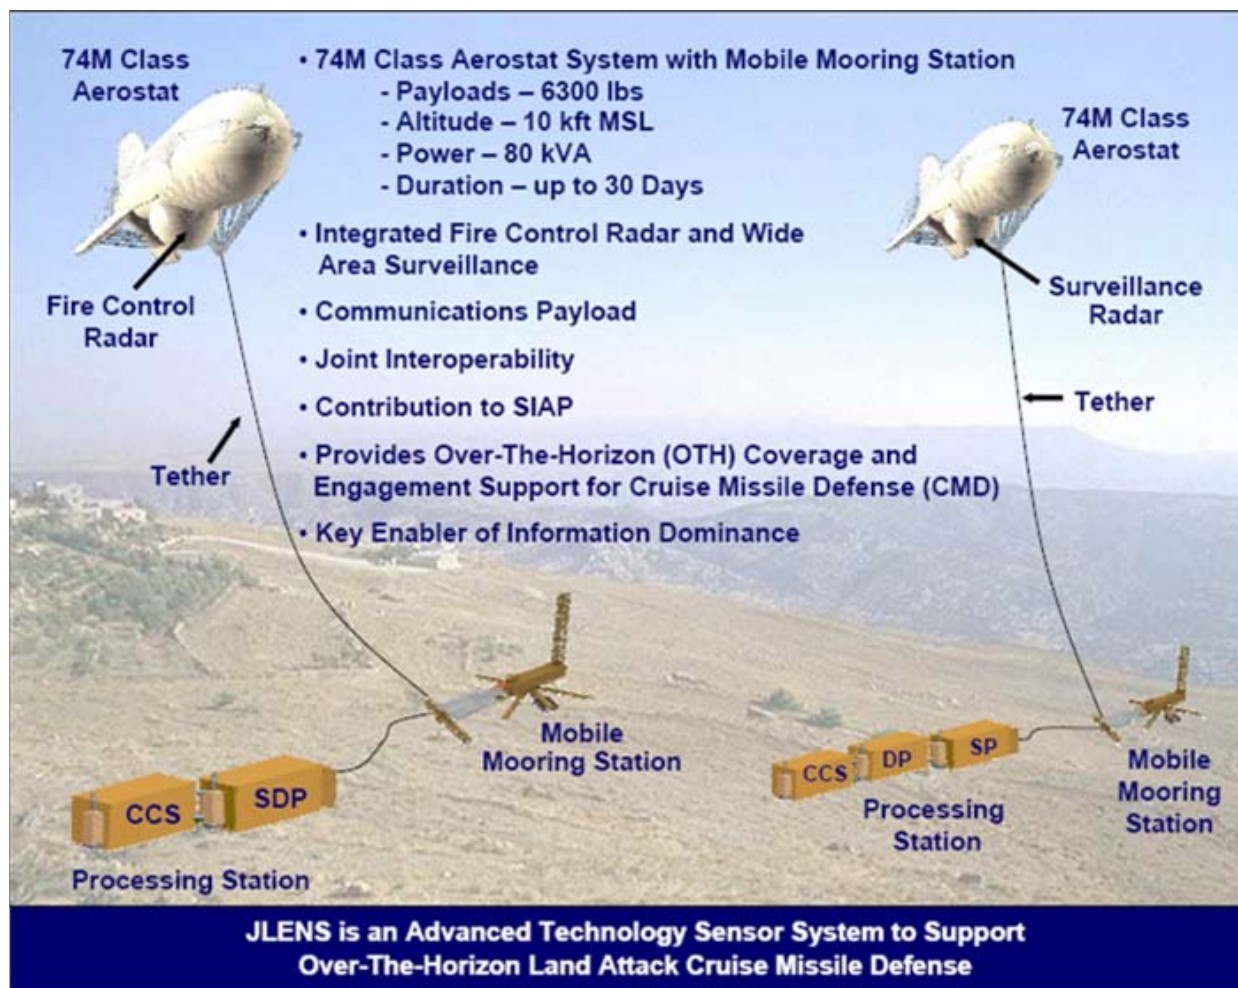 74M Class
Aerostat
• 74M Class Aerostat System with Mobile Mooring Station
- Payloads – 6300 lbs
- Altitude – 10 kft MSL
- Power – 80 kVA
- Duration – up to 30 Days
• Integrated Fire Control Radar and Wide
Area Surveillance
• Communications Payload
• Joint Interoperability
• Contribution to SIAP
• Provides Over-The-Horizon (OTH) Coverage and
Engagement Support for Cruise Missile Defense (CMD)
• Key Enabler of Information Dominance
Fire Control
Radar
Tether
Mobile
Mooring Station
CCS
SDP
Processing Station
74M Class
Aerostat
Surveillance
Radar
Tether
CCS
DP
SP
Processing
Station
Mobile
Mooring
Station
JLENS is an Advanced Technology Sensor System to Support
Over-The-Horizon Land Attack Cruise Missile Defense